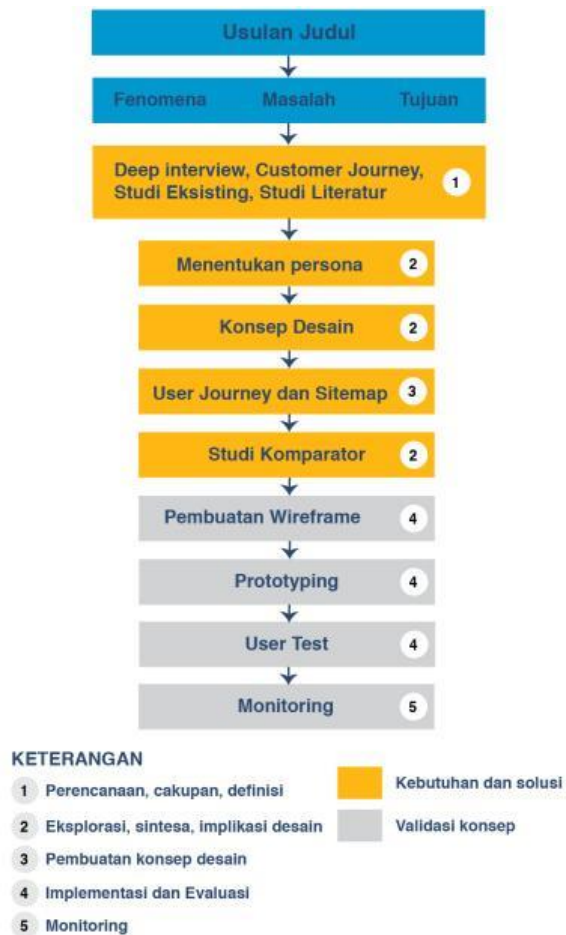 Usulan Judul
Fenomena Masalah Tujuan
Deep interview, Customer Journey,
Studi Eksisting, Studi Literatur
1
Menentukan persona 2
Konsep Desain 2
User Journey dan Sitemap 3
Studi Komparator 2
Pembuatan Wireframe 4
Prototyping 4
User Test 4
Monitoring 5
KETERANGAN
1 Perencanaan, cakupan, definisi
2 Eksplorasi, sintesa, implikasi desain
3 Pembuatan konsep desain
4 Implementasi dan Evaluasi
5 Monitoring
Kebutuhan dan solusi
Validasi konsep